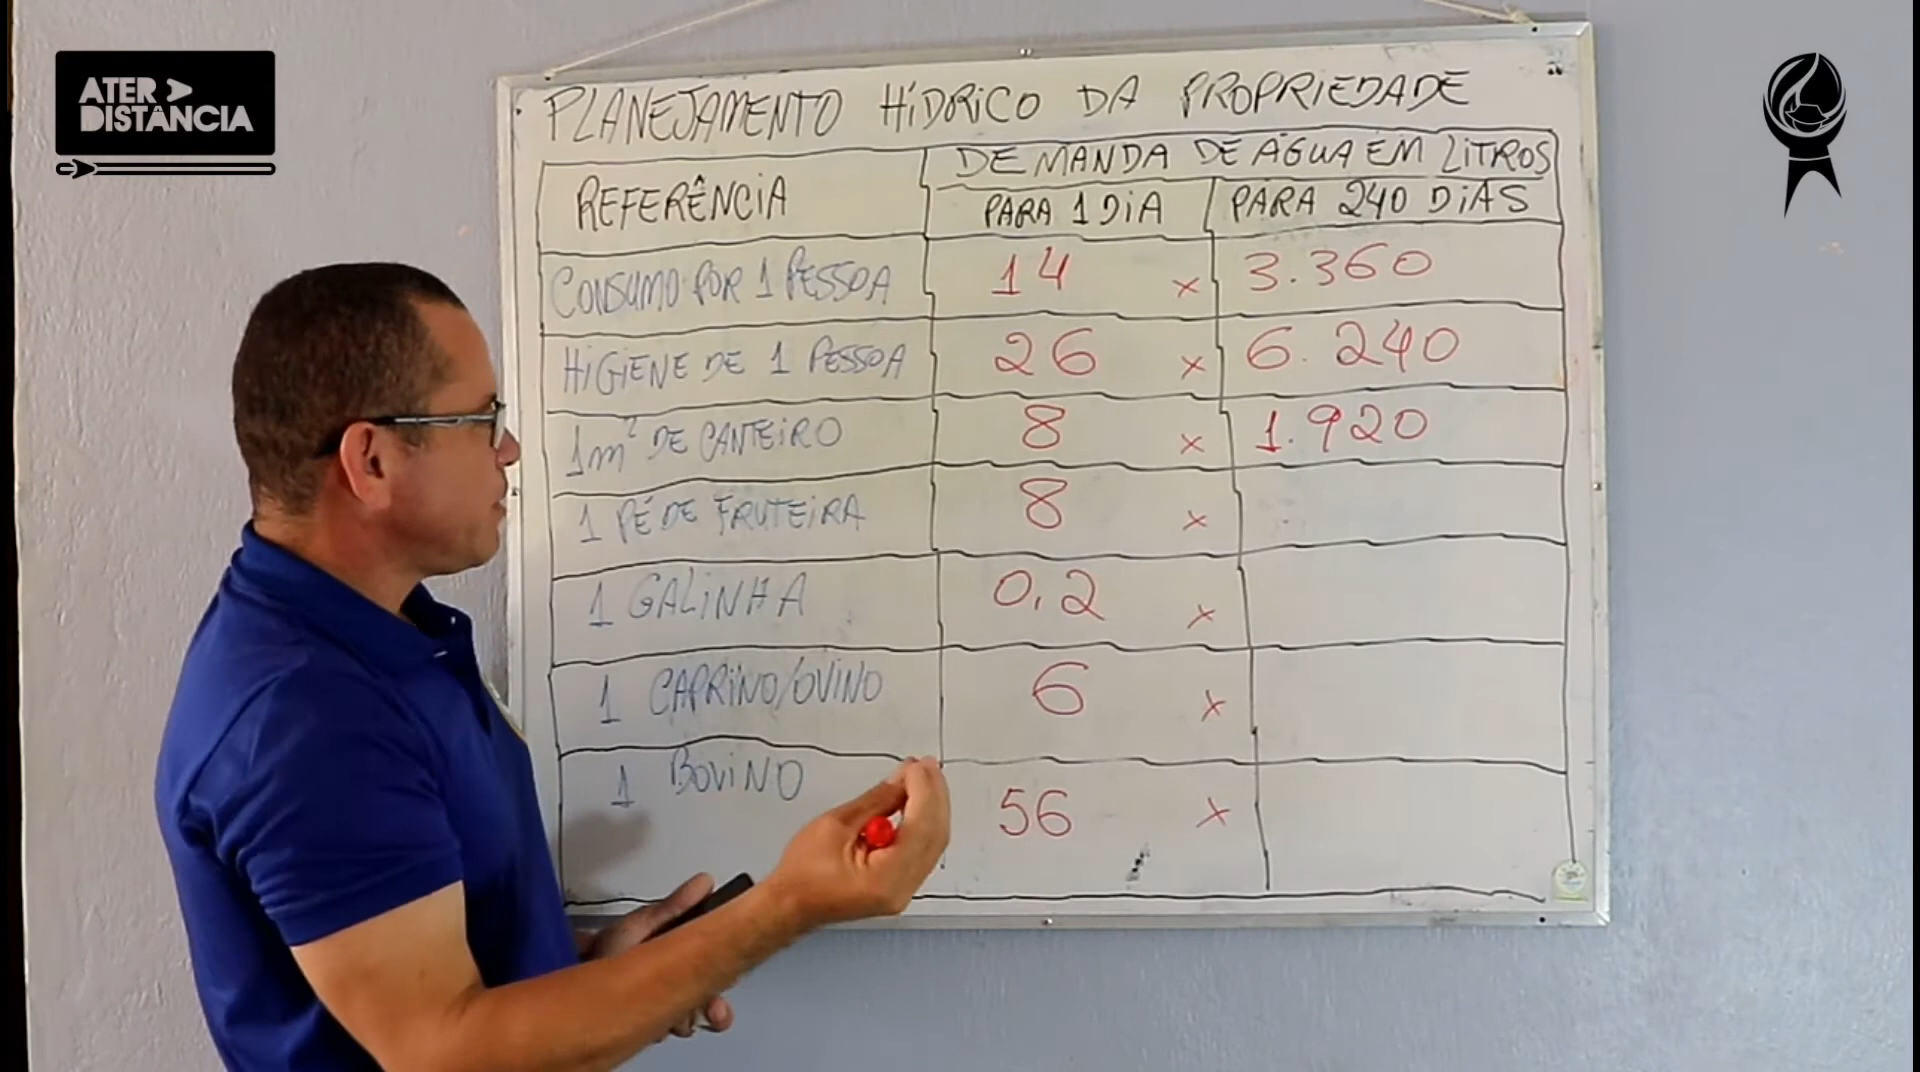 ATER
DISTÂNCIA
PLANEJAMENTO HÍDRICO DA PROPRIEDADE
REFERÊNCIA
DEMANDA DE ÁGUA EM LITROS
PARA 1 DIA
PARA 240 DIAS
CONSUMO POR 1 PESSOA 14 x 3.360
HIGIENE DE 1 PESSOA 26 x 6.240
1m² DE CANTEIRO 8 x 1.920
1 PÉ DE FRUTEIRA 8 x
1 GALINHA 0,2 x
1 CAPRINO/OVINO 6 x
1 BOVINO 56 x